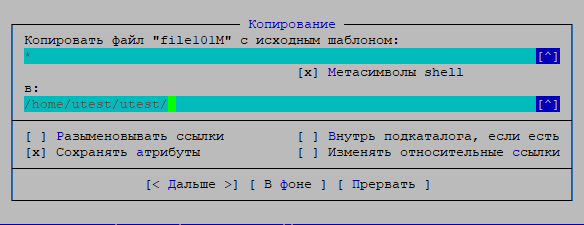 Копирование
Копировать файл "file101M" с исходным шаблоном:
* [^]
[x] Метасимволы shell
в:
/home/utest/utest/ [^]
[ ] Разыменовывать ссылки [ ] Внутрь подкаталога, если есть
[x] Сохранять атрибуты [ ] Изменять относительные ссылки
[< Дальше >] [ В фоне ] [ Прервать ]